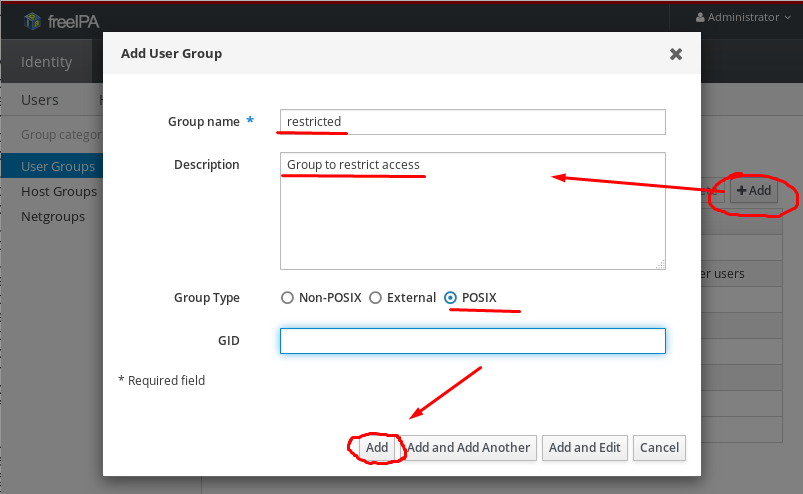 freeIPA
Administrator
Identity
Add User Group
Users
Group categor
User Groups
Host Groups
Netgroups
Group name *
restricted
Description
Group to restrict access
Add
er users
Group Type
Non-POSIX
External
POSIX
GID
* Required field
Add
Add and Add Another
Add and Edit
Cancel